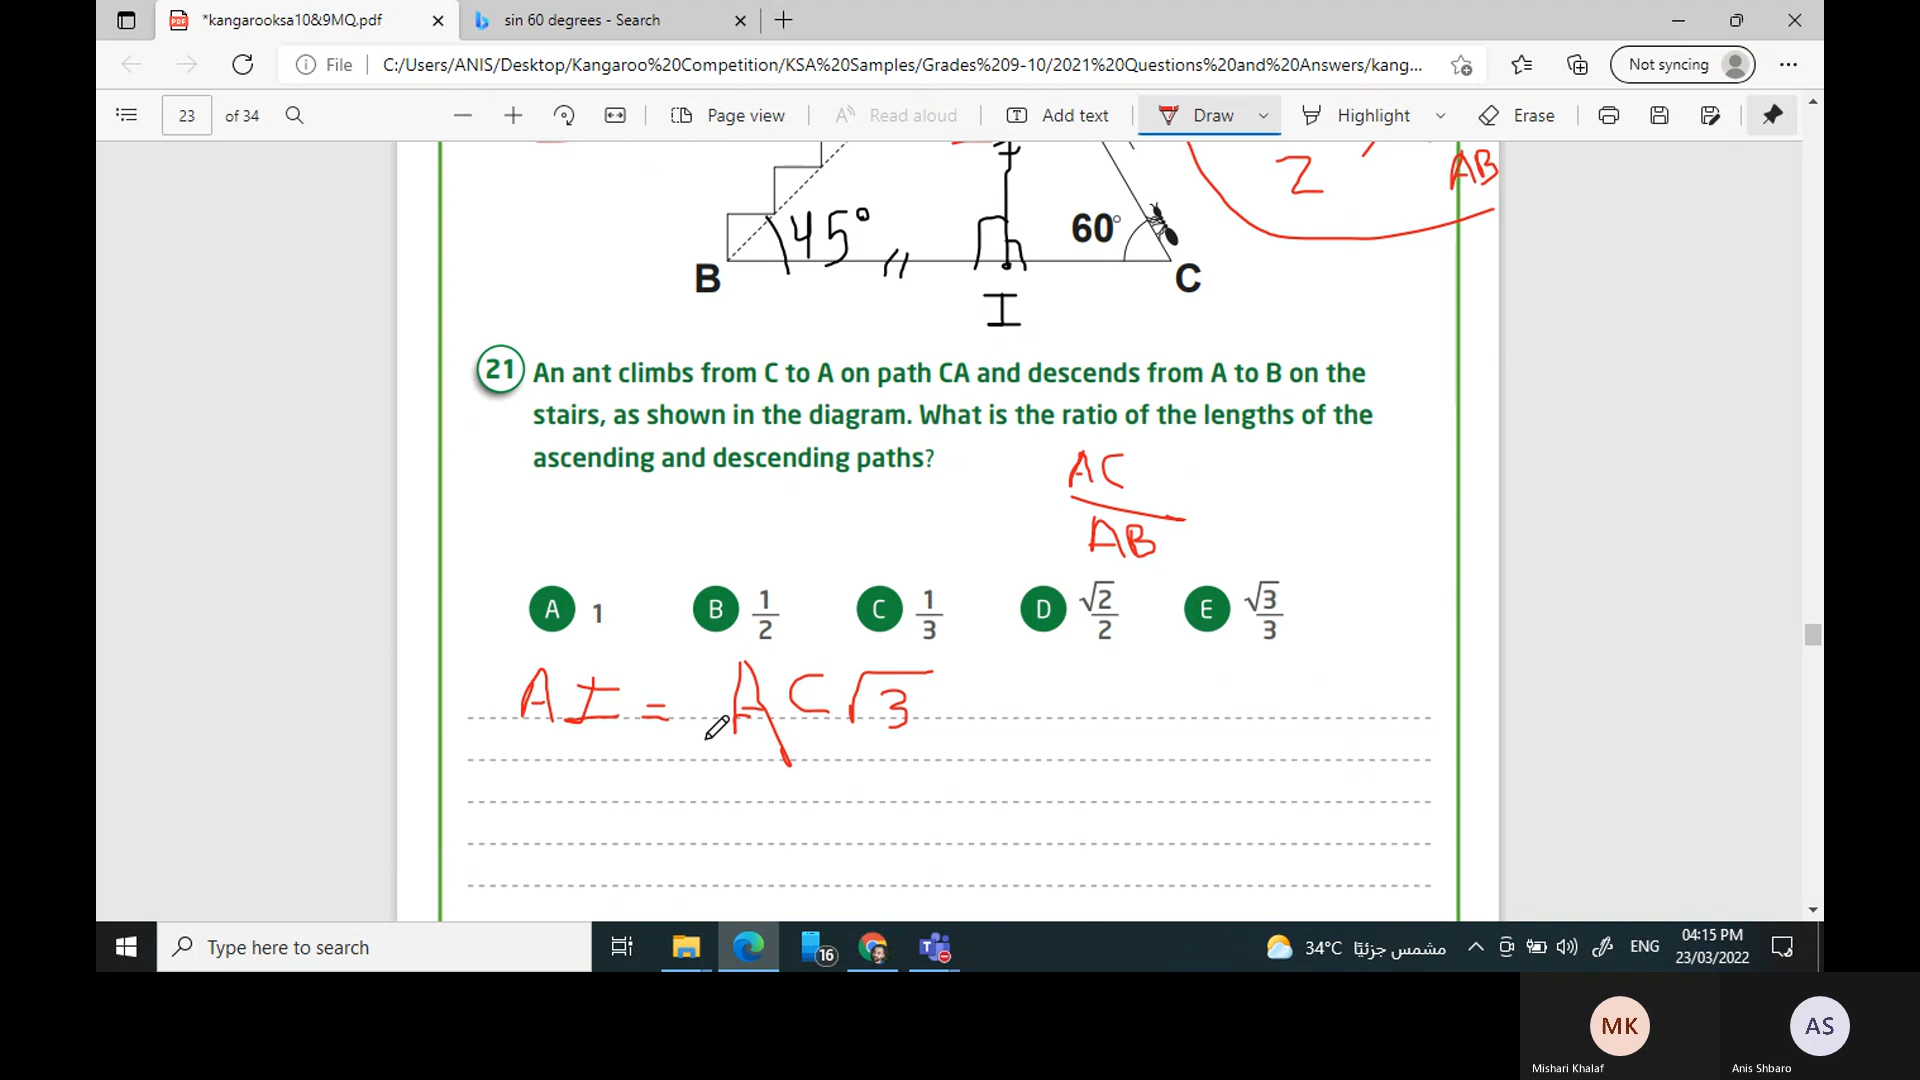 *kangarooksa10&9MQ.pdf
sin 60 degrees - Search
File
C:/Users/ANIS/Desktop/Kangaroo%20Competition/KSA%20Samples/Grades%209-10/2021%20Questions%20and%20Answers/kang...
Not syncing
23 of 34
Page view
Read aloud
Add text
Draw
Highlight
Erase
2
AB
45°
60°
B
C
I
21 An ant climbs from C to A on path CA and descends from A to B on the
stairs, as shown in the diagram. What is the ratio of the lengths of the
ascending and descending paths?
AC
AB
A 1 B 1/2 C 1/3 D √2/2 E √3/3
AI = AC√3
Type here to search
16
34°C مشمس جزئيًا
ENG
04:15 PM
23/03/2022
MK
AS
Mishari Khalaf
Anis Shbaro